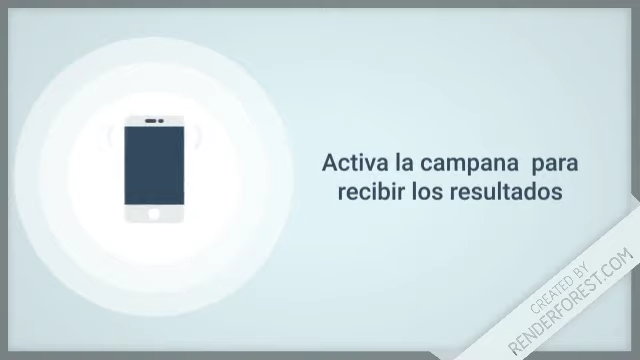 Activa la campana  para
recibir los resultados
CREATED BY
RENDERFOREST.COM